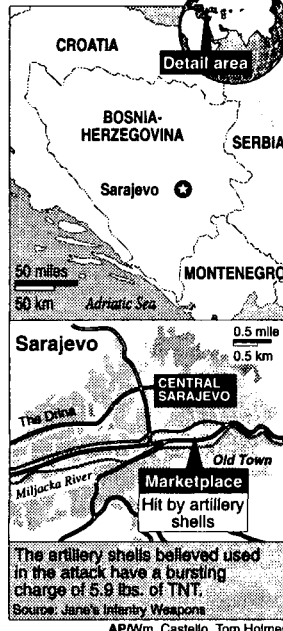 Detail area
CROATIA
BOSNIA-
HERZEGOVINA
SERBIA
Sarajevo
50 miles
50 km
Adriatic Sea
MONTENEGRO
Sarajevo
0.5 mile
0.5 km
CENTRAL
SARAJEVO
The Drina
Old Town
Miljacka River
Marketplace
Hit by artillery
shells
The artillery shells believed used
in the attack have a bursting
charge of 5.9 lbs. of TNT.
Source: Jane's Infantry Weapons
AP/Wm. Castello, Tom Holmes